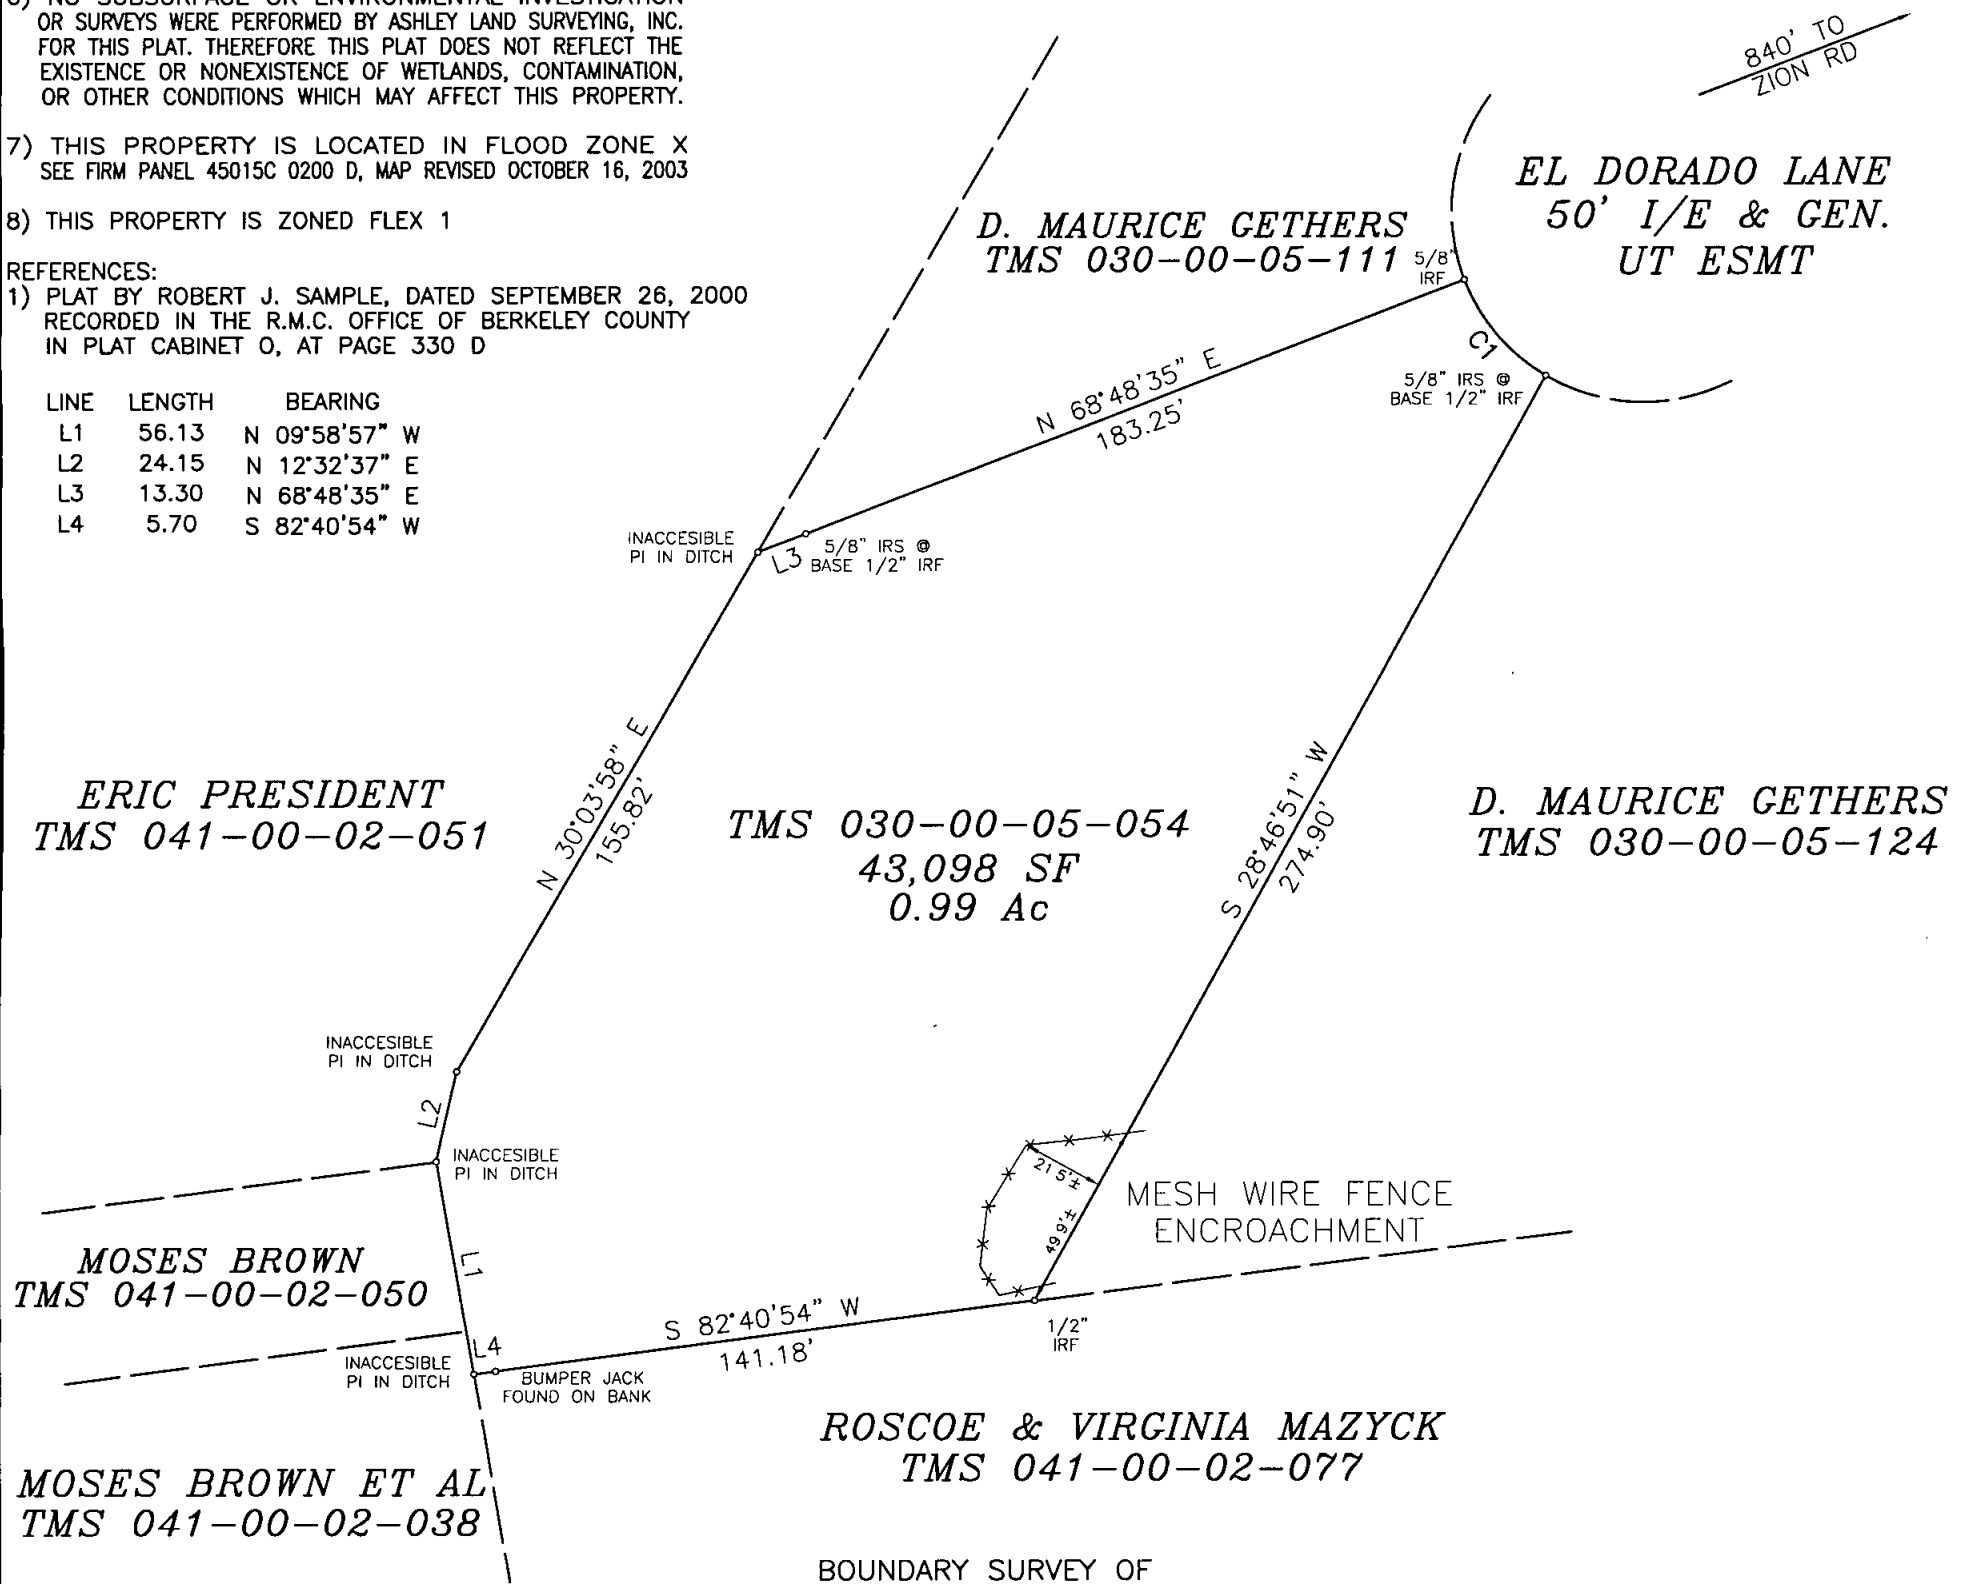 6) NO SUBSURFACE OR ENVIRONMENTAL INVESTIGATION
OR SURVEYS WERE PERFORMED BY ASHLEY LAND SURVEYING, INC.
FOR THIS PLAT. THEREFORE THIS PLAT DOES NOT REFLECT THE
EXISTENCE OR NONEXISTENCE OF WETLANDS, CONTAMINATION,
OR OTHER CONDITIONS WHICH MAY AFFECT THIS PROPERTY.
7) THIS PROPERTY IS LOCATED IN FLOOD ZONE X
SEE FIRM PANEL 45015C 0200 D, MAP REVISED OCTOBER 16, 2003
8) THIS PROPERTY IS ZONED FLEX 1
REFERENCES:
1) PLAT BY ROBERT J. SAMPLE, DATED SEPTEMBER 26, 2000
RECORDED IN THE R.M.C. OFFICE OF BERKELEY COUNTY
IN PLAT CABINET O, AT PAGE 330 D
LINE LENGTH BEARING
L1 56.13 N 09°58'57" W
L2 24.15 N 12°32'37" E
L3 13.30 N 68°48'35" E
L4 5.70 S 82°40'54" W
840' TO
ZION RD
EL DORADO LANE
50' I/E & GEN.
UT ESMT
D. MAURICE GETHERS
TMS 030-00-05-111
5/8"
IRF
C1
5/8" IRS @
BASE 1/2" IRF
N 68°48'35" E
183.25'
INACCESIBLE
PI IN DITCH
L3
5/8" IRS @
BASE 1/2" IRF
N 30°03'58" E
155.82'
ERIC PRESIDENT
TMS 041-00-02-051
TMS 030-00-05-054
43,098 SF
0.99 Ac
S 28°46'51" W
274.90'
D. MAURICE GETHERS
TMS 030-00-05-124
INACCESIBLE
PI IN DITCH
L2
INACCESIBLE
PI IN DITCH
21 5'±
49 9'±
MESH WIRE FENCE
ENCROACHMENT
MOSES BROWN
TMS 041-00-02-050
L1
S 82°40'54" W
141.18'
1/2"
IRF
L4
INACCESIBLE
PI IN DITCH
BUMPER JACK
FOUND ON BANK
ROSCOE & VIRGINIA MAZYCK
TMS 041-00-02-077
MOSES BROWN ET AL
TMS 041-00-02-038
BOUNDARY SURVEY OF